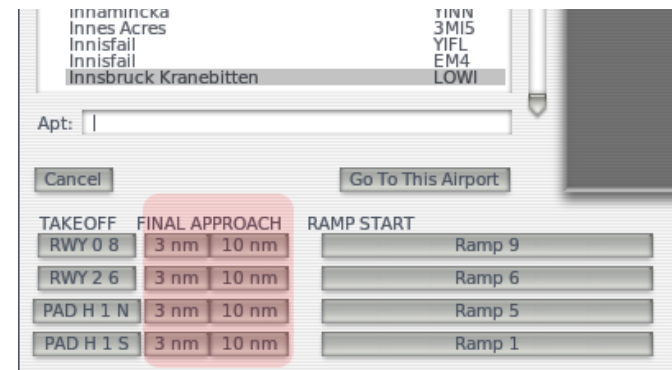 Innamincka YINN
Innes Acres 3MI5
Innisfail YIFL
Innisfail EM4
Innsbruck Kranebitten LOWI
Apt:
Cancel Go To This Airport
TAKEOFF FINAL APPROACH RAMP START
RWY 0 8 3 nm 10 nm Ramp 9
RWY 2 6 3 nm 10 nm Ramp 6
PAD H 1 N 3 nm 10 nm Ramp 5
PAD H 1 S 3 nm 10 nm Ramp 1